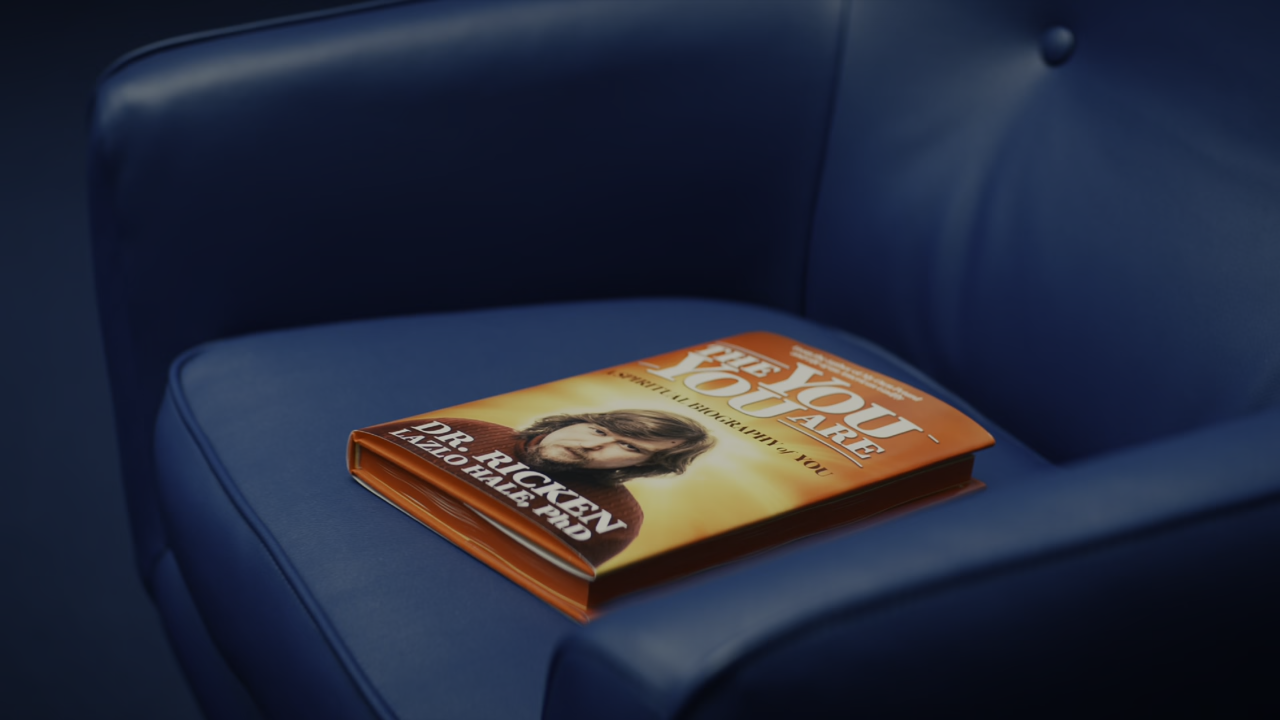 THE YOU
YOU ARE
A SPIRITUAL BIOGRAPHY of YOU
DR. RICKEN
LAZLO HALE, PhD